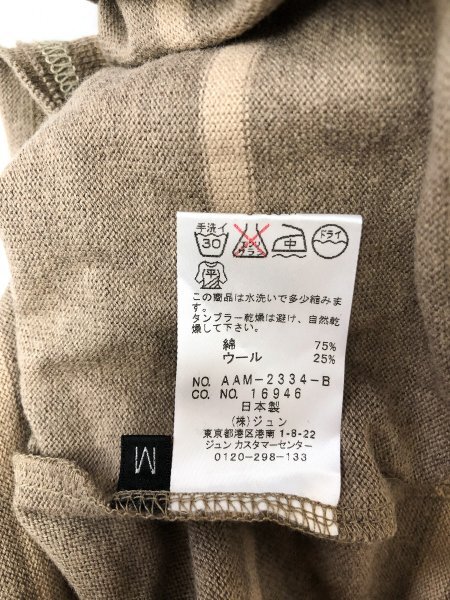 手洗イ
30
エンソ
サラシ
中
ドライ
平
この商品は水洗いで多少縮みま
す。
タンブラー乾燥は避け、自然乾
燥して下さい。
綿 75%
ウール 25%
NO. AAM-2334-B
CO. NO. 16946
日本製
(株)ジュン
東京都港区港南1-8-22
ジュン カスタマーセンター
0120-298-133
M